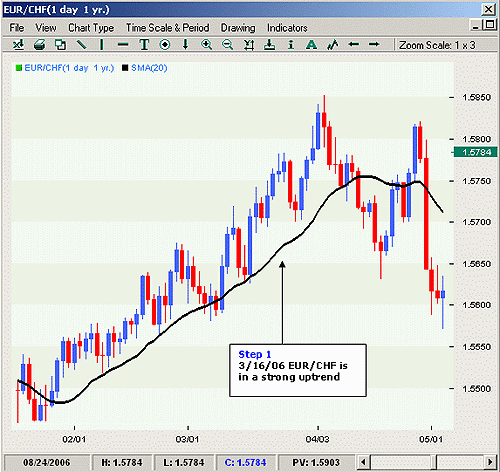 EUR/CHF(1 day 1 yr.)
File View Chart Type Time Scale & Period Drawing Indications
Zoom Scale: 1 x 3
EUR/CHF(1 day 1 yr.) SMA(20)
1.5850
1.5800
1.5784
1.5750
1.5700
1.5650
1.5600
1.5550
1.5500
Step 1
3/16/06 EUR/CHF is
in a strong uptrend
02/01 03/01 04/03 05/01
08/24/2006 H: 1.5784 L: 1.5784 C: 1.5784 PV: 1.5903